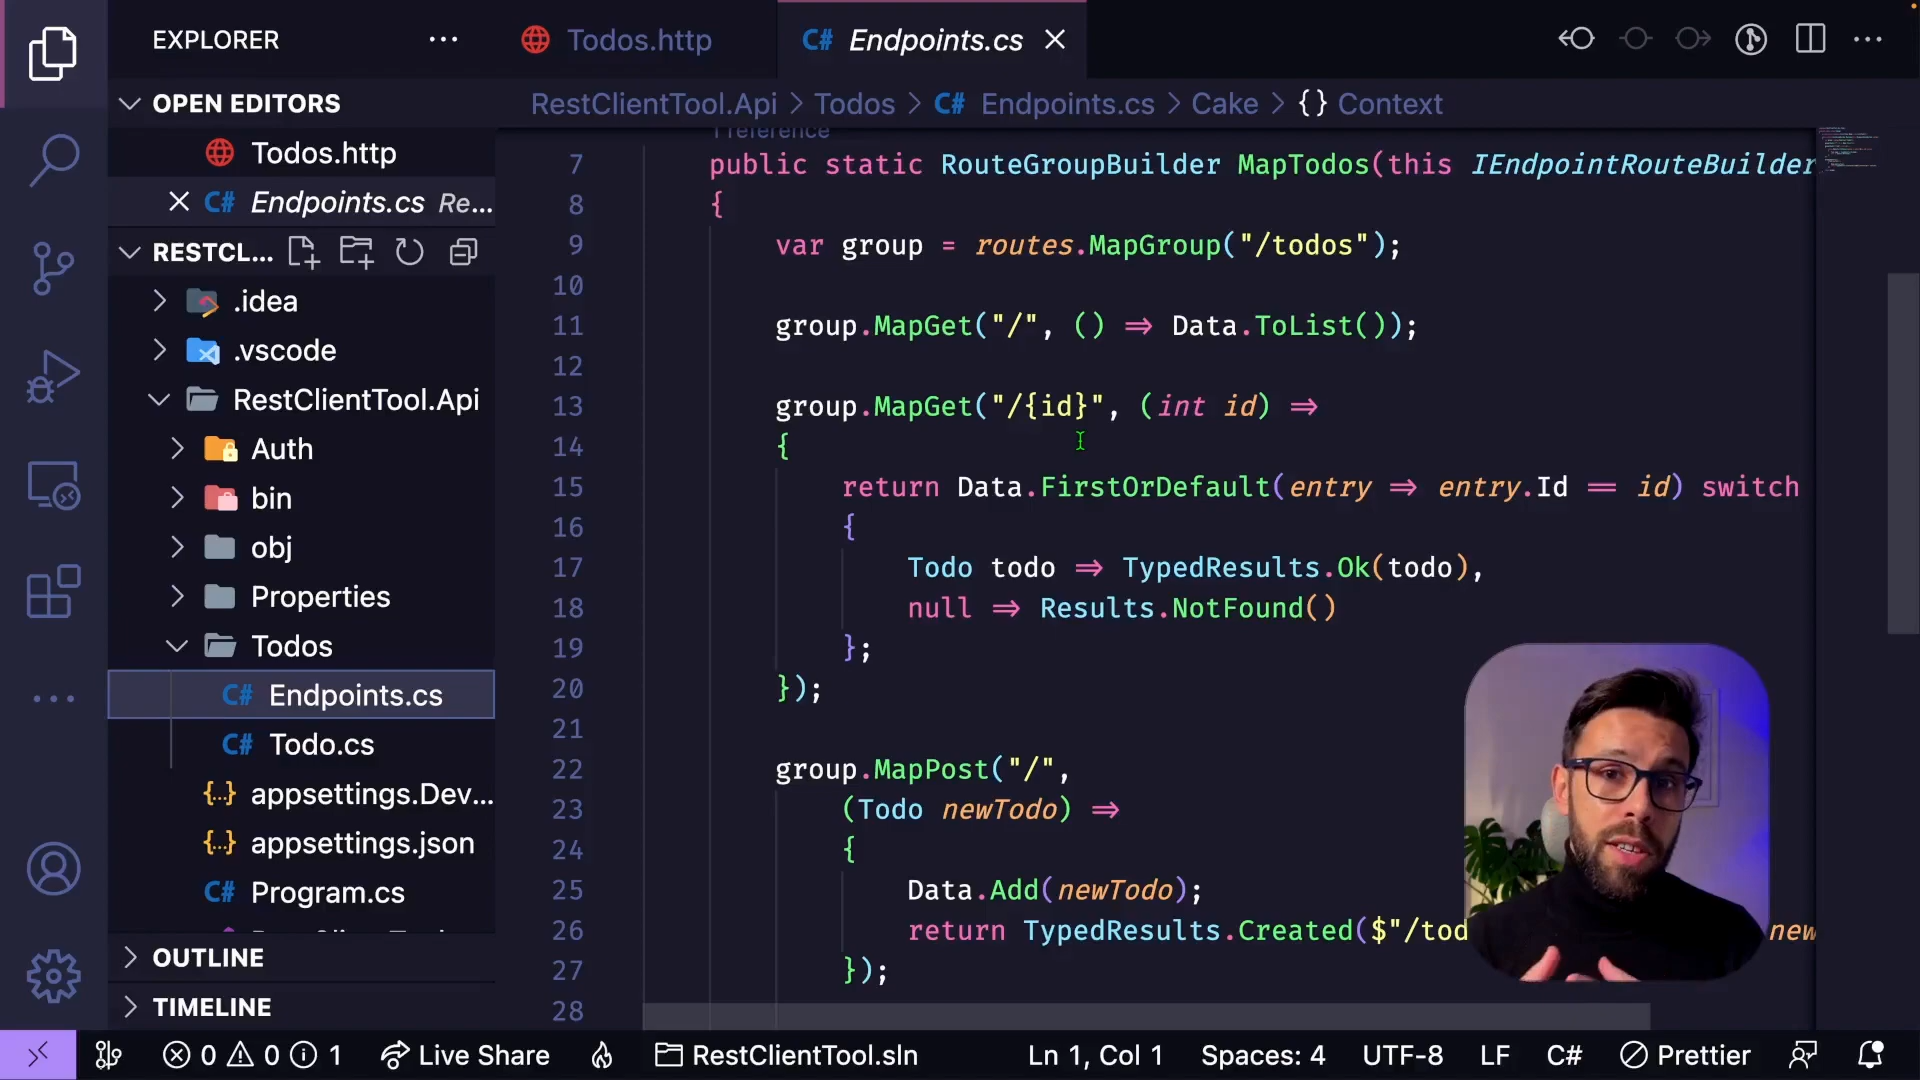 EXPLORER
Todos.http
C# Endpoints.cs
OPEN EDITORS
RestClientTool.Api > Todos > C# Endpoints.cs > Cake > {} Context
Todos.http
C# Endpoints.cs Re...
RESTCL...
.idea
.vscode
RestClientTool.Api
Auth
bin
obj
Properties
Todos
C# Endpoints.cs
C# Todo.cs
{..} appsettings.Dev...
{..} appsettings.json
C# Program.cs
OUTLINE
TIMELINE
1 reference
7 public static RouteGroupBuilder MapTodos(this IEndpointRouteBuilder
8 {
9 var group = routes.MapGroup("/todos");
10
11 group.MapGet("/", () => Data.ToList());
12
13 group.MapGet("/{id}", (int id) =>
14 {
15 return Data.FirstOrDefault(entry => entry.Id == id) switch
16 {
17 Todo todo => TypedResults.Ok(todo),
18 null => Results.NotFound()
19 };
20 });
21
22 group.MapPost("/",
23 (Todo newTodo) =>
24 {
25 Data.Add(newTodo);
26 return TypedResults.Created($"/tod new
27 });
28
0 0 1 Live Share RestClientTool.sln Ln 1, Col 1 Spaces: 4 UTF-8 LF C# Prettier